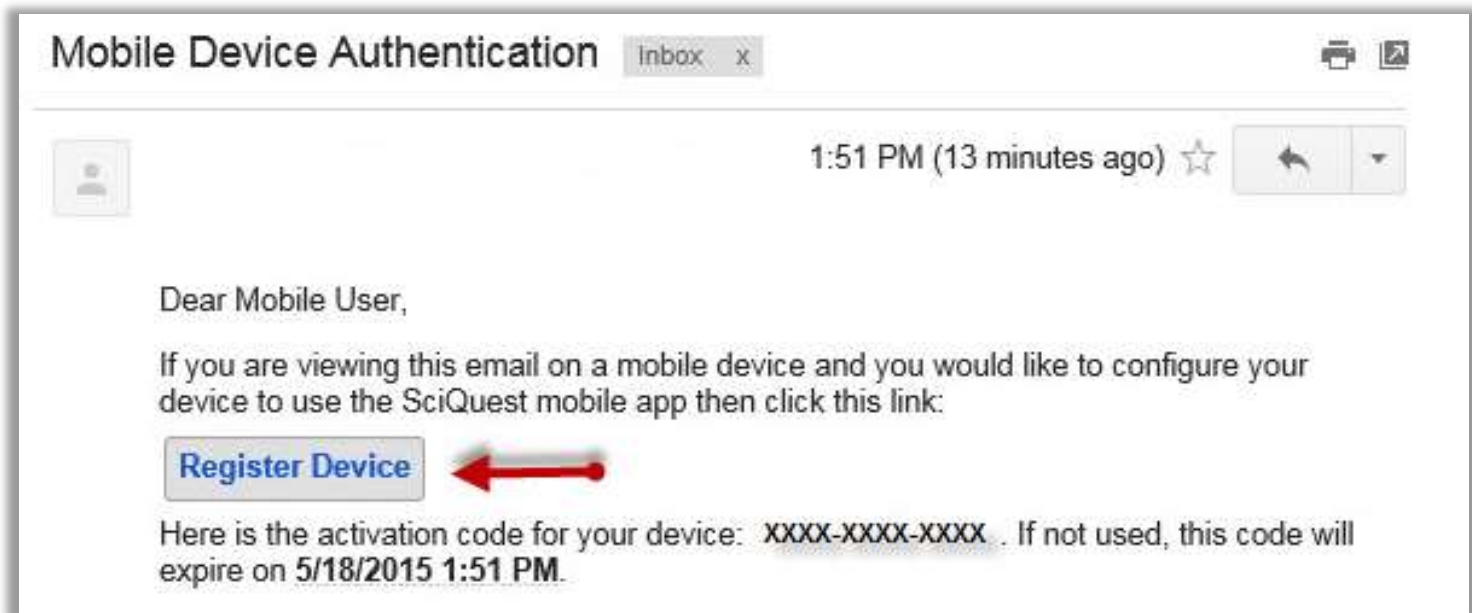 Mobile Device Authentication Inbox x
1:51 PM (13 minutes ago)
Dear Mobile User,
If you are viewing this email on a mobile device and you would like to configure your
device to use the SciQuest mobile app then click this link:
Register Device
Here is the activation code for your device: XXXX-XXXX-XXXX . If not used, this code will
expire on 5/18/2015 1:51 PM.